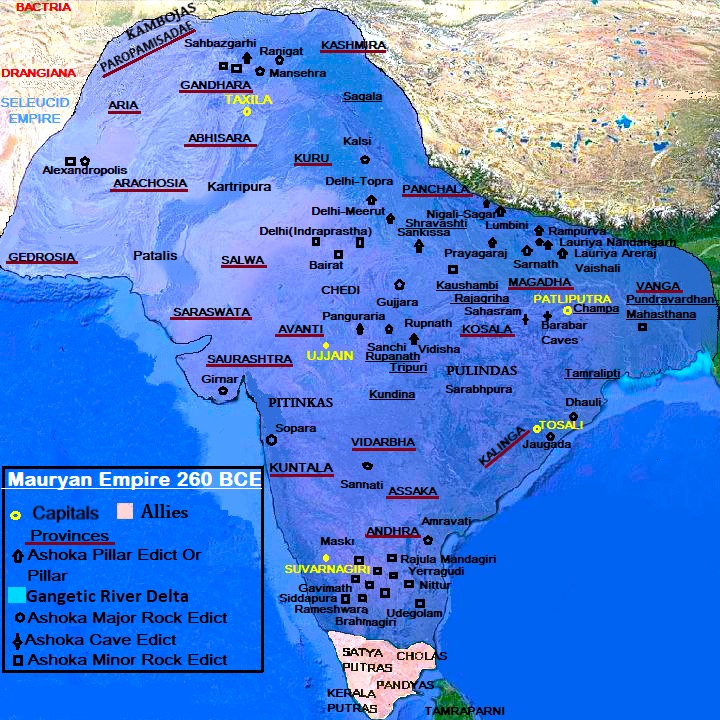 BACTRIA
KAMBOJAS
PAROPAMISADAE
Sahbazgarhi
Ranigat
KASHMIRA
DRANGIANA
Mansehra
GANDHARA
SELEUCID
EMPIRE
TAXILA
Sagala
ARIA
ABHISARA
Kalsi
KURU
Alexandropolis
ARACHOSIA
Kartripura
Delhi-Topra
PANCHALA
Delhi-Meerut
Nigali-Sagar
Lumbini
Shravashti
Sankissa
Delhi(Indraprastha)
Rampurva
Lauriya Nandangarh
Lauriya Areraj
GEDROSIA
Patalis
SALWA
Bairat
Prayagaraj
Sarnath
Vaishali
CHEDI
Kaushambi
MAGADHA
VANGA
Gujjara
Rajagriha
PATLIPUTRA
Pundravardhan
SARASWATA
Panguraria
Rupnath
Sahasram
Champa
Mahasthana
AVANTI
KOSALA
Barabar
Caves
UJJAIN
Sanchi
Vidisha
SAURASHTRA
Rupanath
Tripuri
PULINDAS
Tamralipti
Girnar
Kundina
Sarabhpura
PITINKAS
Dhauli
Sopara
TOSALI
VIDARBHA
KALINGA
Jaugada
KUNTALA
Sannati
ASSAKA
Mauryan Empire 260 BCE
Capitals
Allies
Provinces
Ashoka Pillar Edict Or
Pillar
Gangetic River Delta
Ashoka Major Rock Edict
Ashoka Cave Edict
Ashoka Minor Rock Edict
Amravati
ANDHRA
Maski
Rajula Mandagiri
SUVARNAGIRI
Yerragudi
Gavimath
Nittur
Siddapura
Rameshwara
Udegolam
Brahmagiri
SATYA
PUTRAS
CHOLAS
PANDYAS
KERALA
PUTRAS
TAMRAPARNI